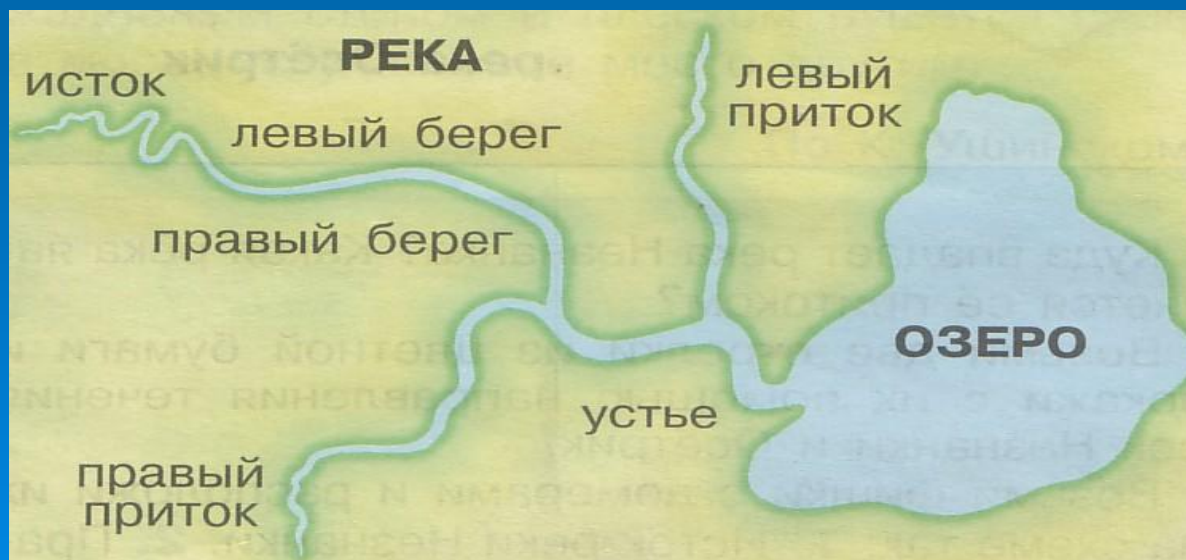 РЕКА
исток
левый берег
левый
приток
правый берег
ОЗЕРО
устье
правый
приток